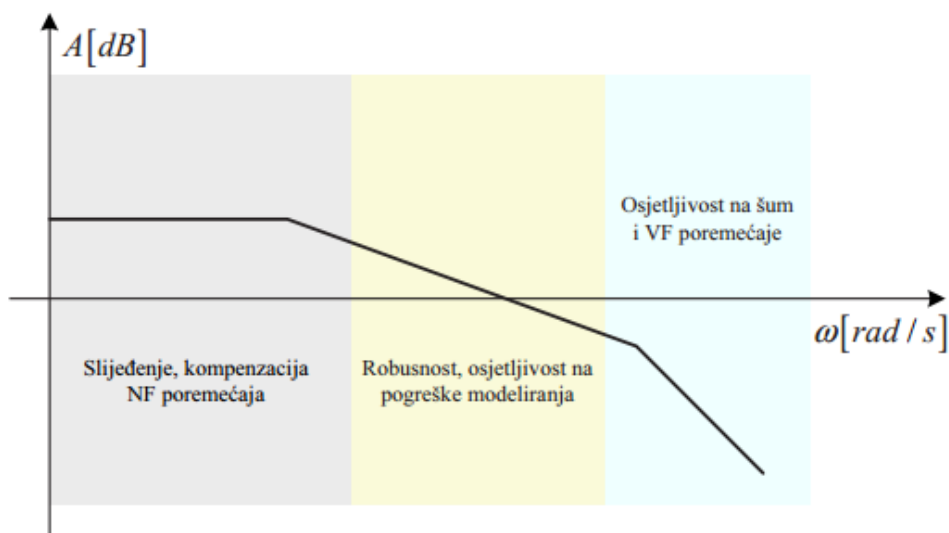 A[dB]
Osjetljivost na šum
i VF poremećaje
ω[rad / s]
Slijeđenje, kompenzacija
NF poremećaja
Robusnost, osjetljivost na
pogreške modeliranja